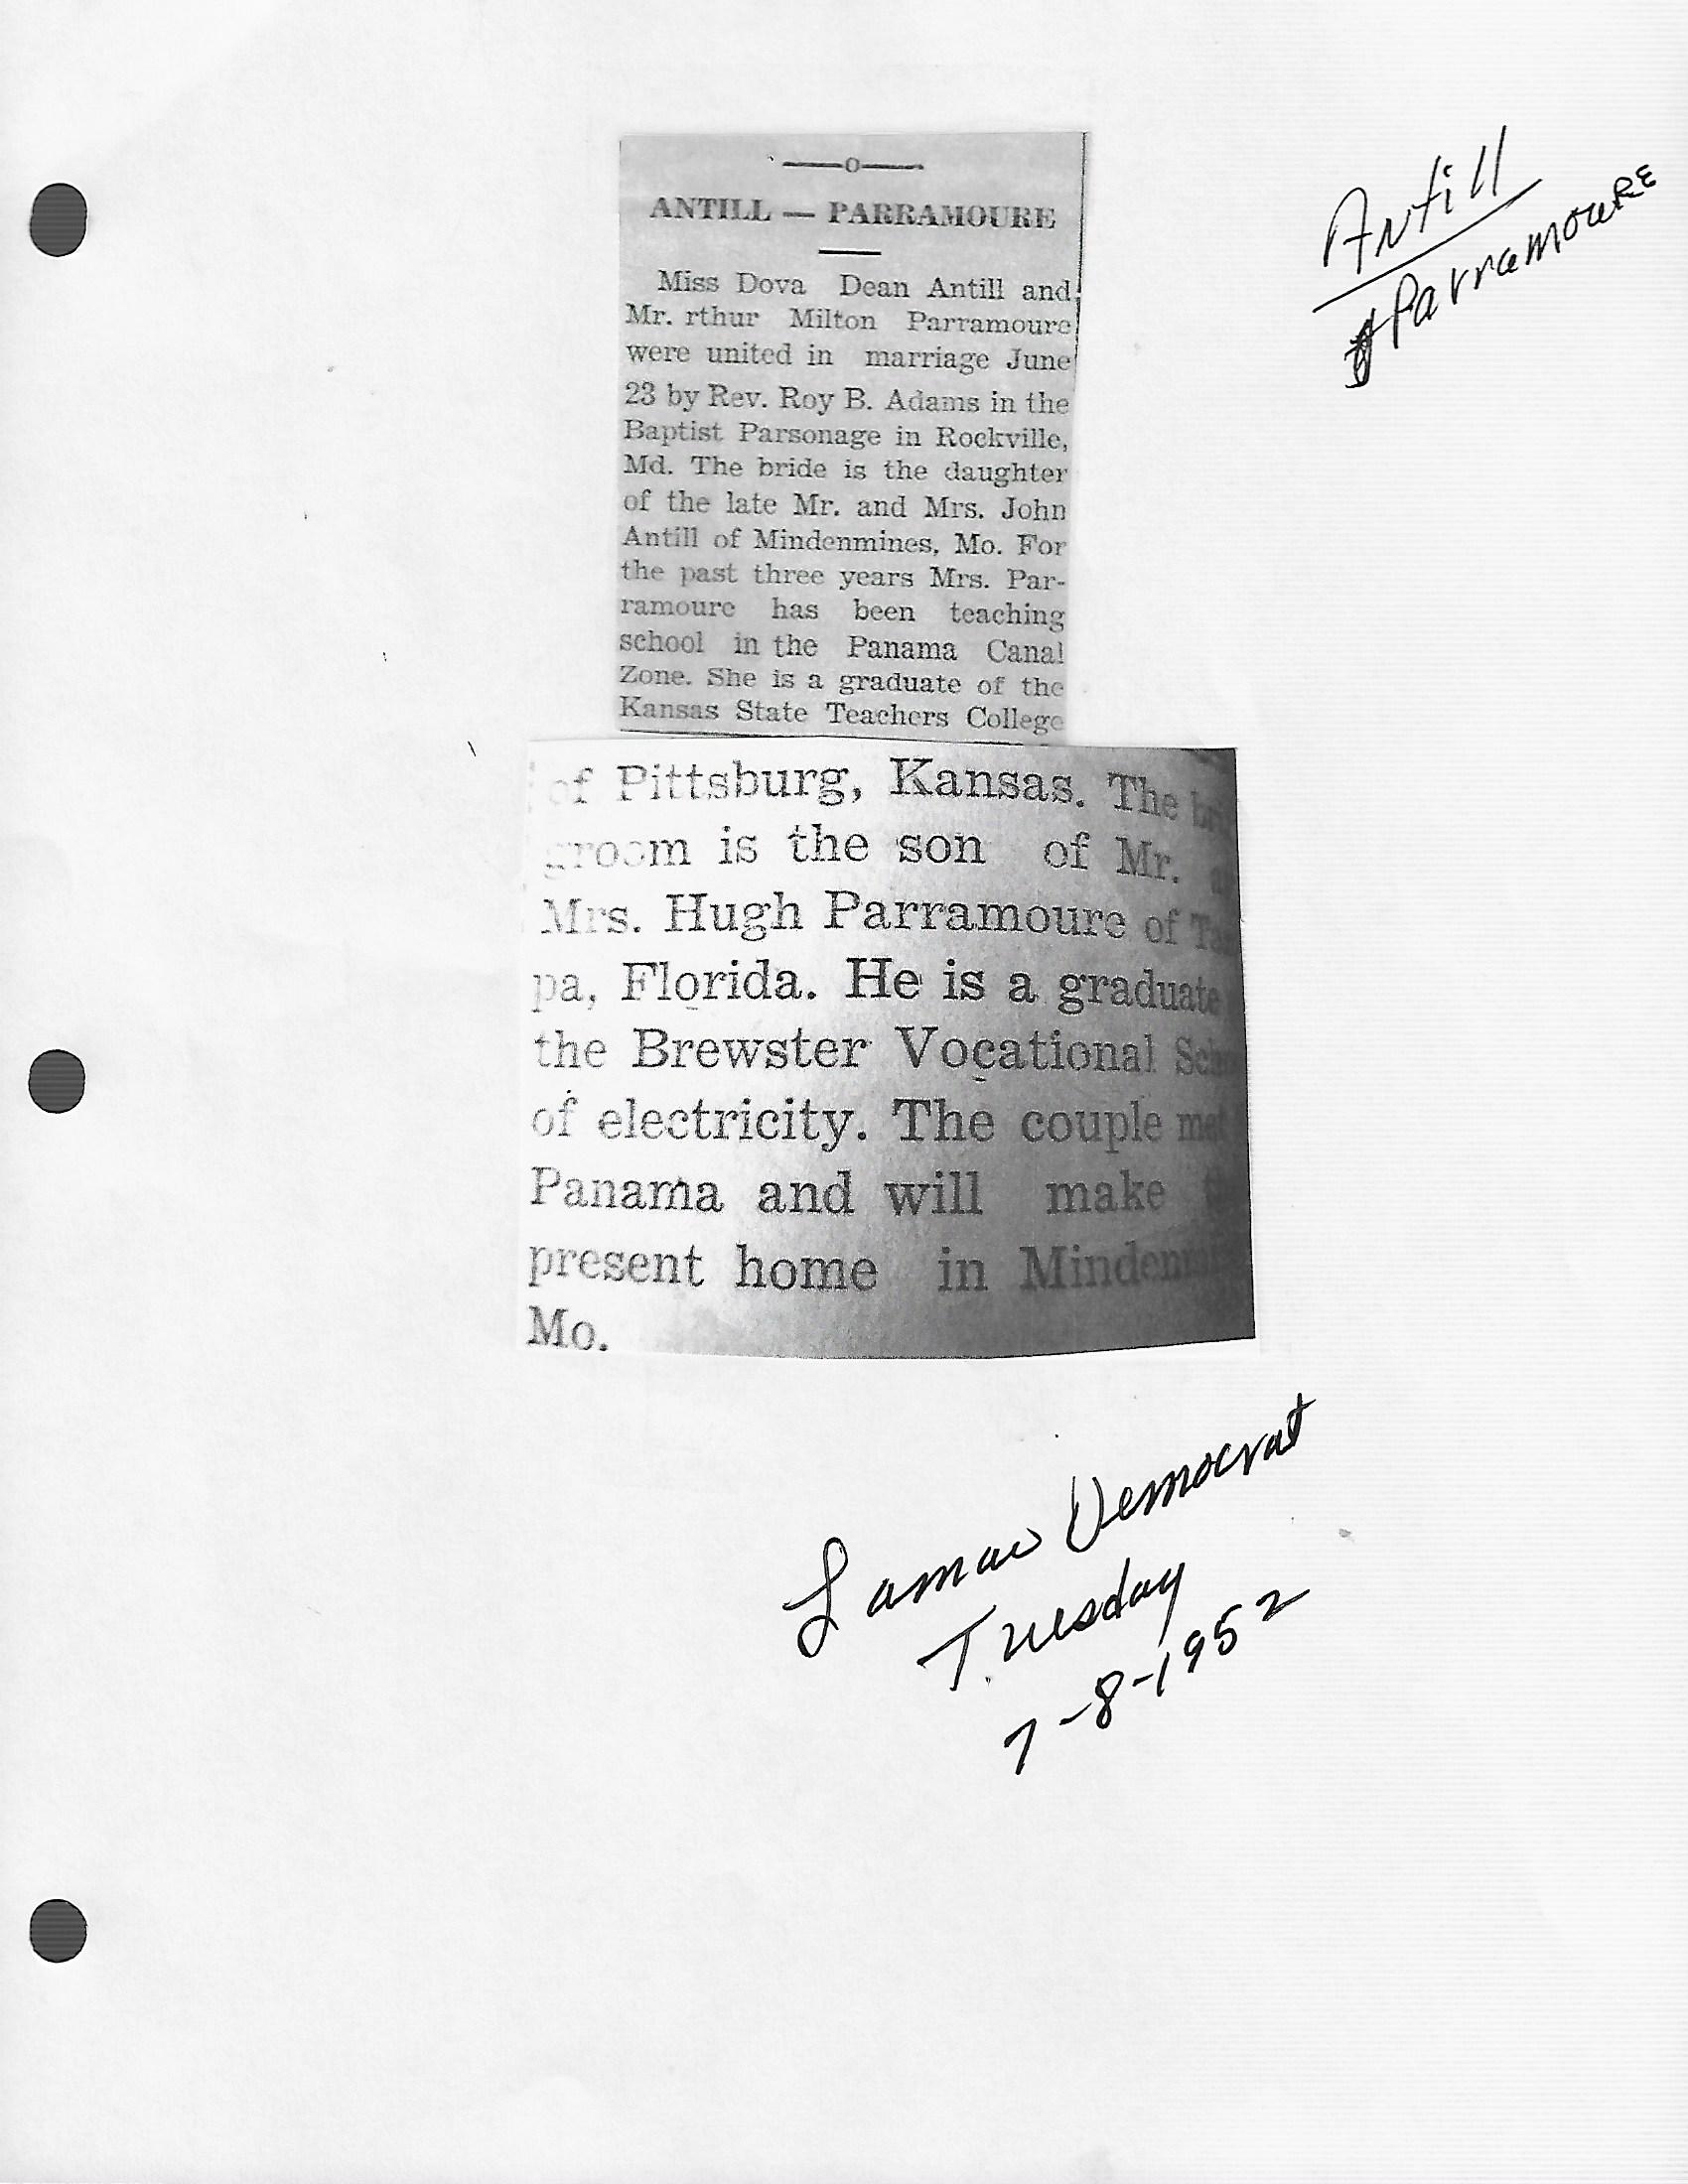 Antill
Parramoure
—o—
ANTILL — PARRAMOURE
Miss Dova Dean Antill and
Mr. rthur Milton Parramoure
were united in marriage June
23 by Rev. Roy B. Adams in the
Baptist Parsonage in Rockville,
Md. The bride is the daughter
of the late Mr. and Mrs. John
Antill of Mindenmines, Mo. For
the past three years Mrs. Par-
ramoure has been teaching
school in the Panama Canal
Zone. She is a graduate of the
Kansas State Teachers College
of Pittsburg, Kansas. The
groom is the son of Mr.
Mrs. Hugh Parramoure of
pa, Florida. He is a graduate
the Brewster Vocational
of electricity. The couple met
Panama and will make
present home in
Mo.
Lamar Democrat
Tuesday
7-8-1952